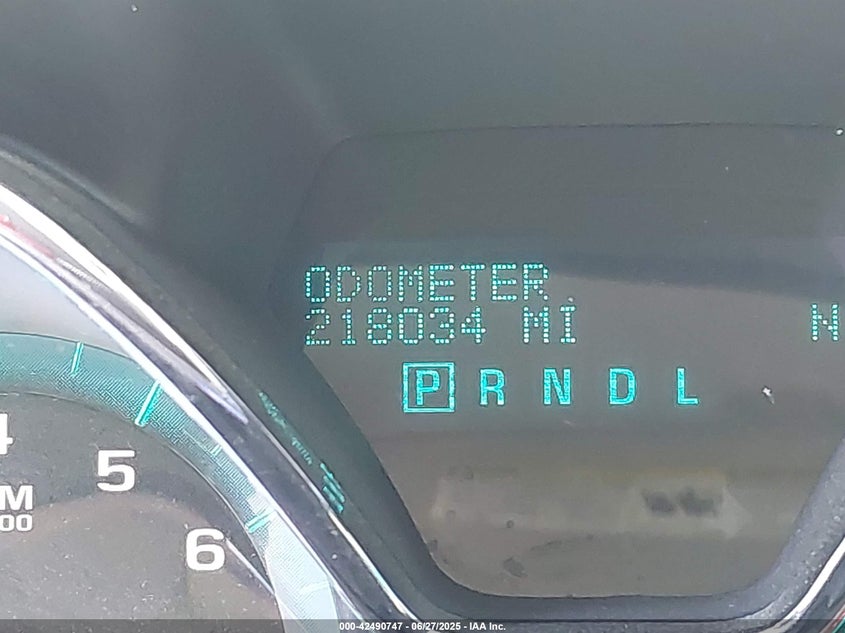 ODOMETER
218034 MI
N
P R N D L
4
5
6
000-42490747 - 06/27/2025 - IAA Inc.